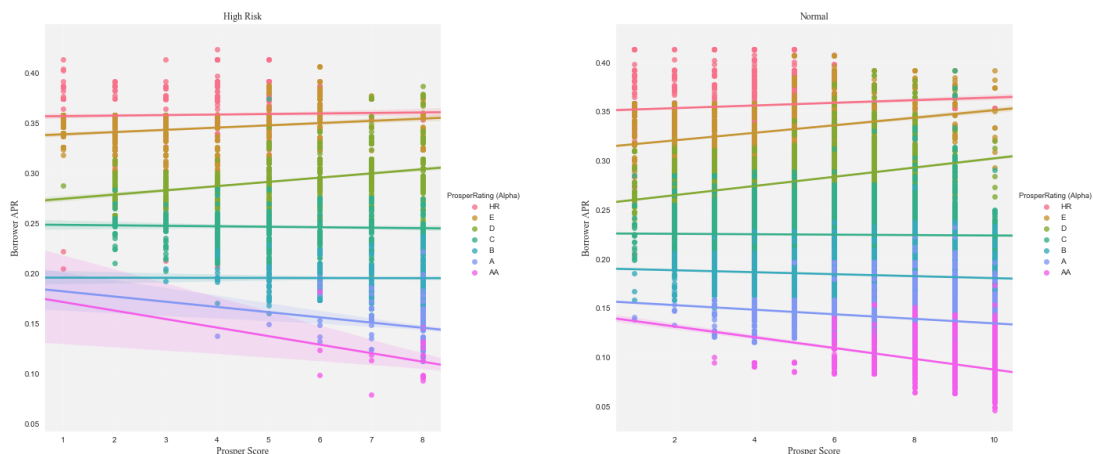 High Risk
0.40
0.35
0.30
0.25
0.20
0.15
0.10
0.05
Borrower APR
1 2 3 4 5 6 7 8
Prosper Score
ProsperRating (Alpha)
HR
E
D
C
B
A
AA
Normal
0.40
0.35
0.30
0.25
0.20
0.15
0.10
0.05
Borrower APR
2 4 6 8 10
Prosper Score
ProsperRating (Alpha)
HR
E
D
C
B
A
AA